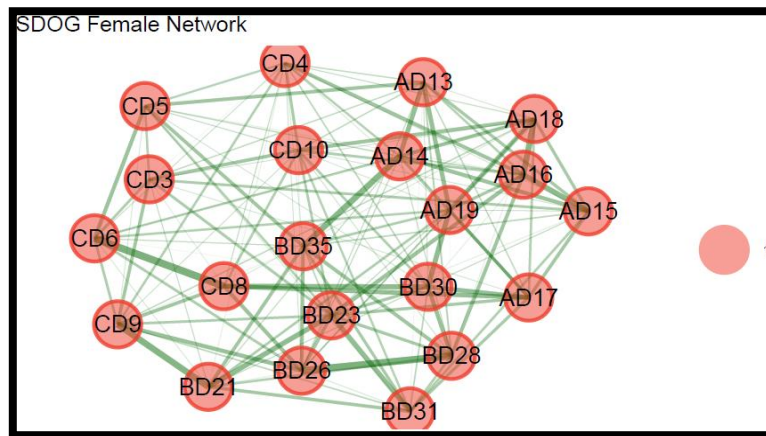 SDOG Female Network
CD4
AD13
CD5
AD18
CD10
AD14
CD3
AD16
AD19
AD15
CD6
BD35
CD8
BD30
AD17
CD9
BD23
BD28
BD26
BD21
BD31